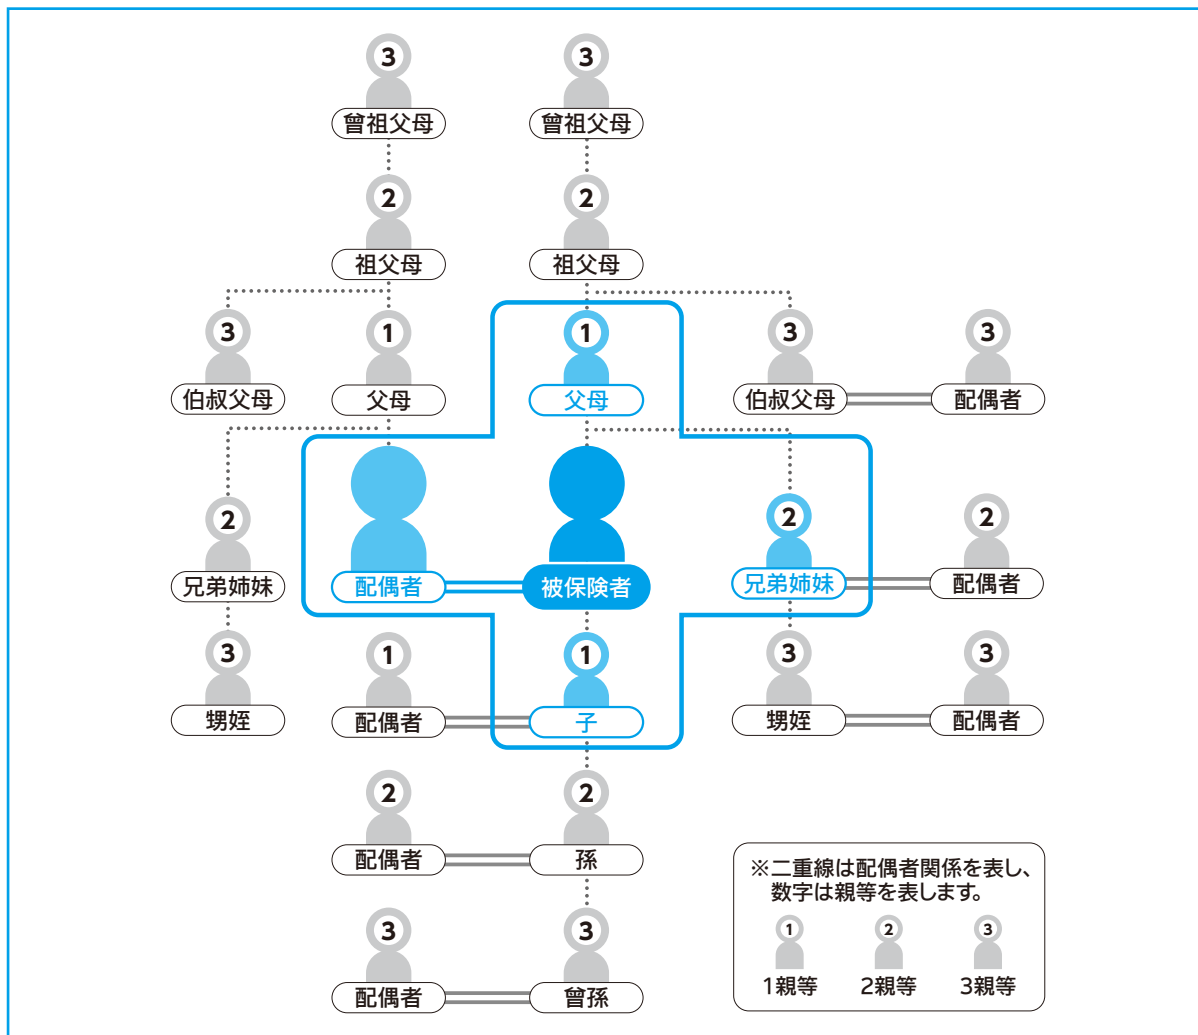 3
3
曾祖父母
曾祖父母
2
2
祖父母
祖父母
3
1
1
3
3
伯叔父母
父母
父母
伯叔父母
配偶者
2
2
2
兄弟姉妹
配偶者
被保険者
兄弟姉妹
配偶者
3
1
1
3
3
甥姪
配偶者
子
甥姪
配偶者
2
2
配偶者
孫
3
3
配偶者
曾孫
※二重線は配偶者関係を表し、
数字は親等を表します。
1
2
3
1親等
2親等
3親等